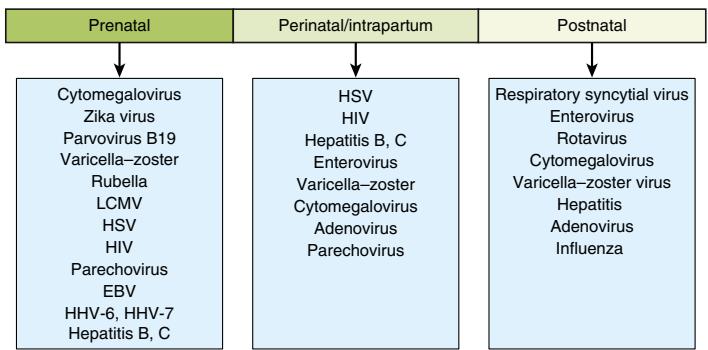 Prenatal
Perinatal/intrapartum
Postnatal
Cytomegalovirus
Zika virus
Parvovirus B19
Varicella–zoster
Rubella
LCMV
HSV
HIV
Parechovirus
EBV
HHV-6, HHV-7
Hepatitis B, C
HSV
HIV
Hepatitis B, C
Enterovirus
Varicella–zoster
Cytomegalovirus
Adenovirus
Parechovirus
Respiratory syncytial virus
Enterovirus
Rotavirus
Cytomegalovirus
Varicella–zoster virus
Hepatitis
Adenovirus
Influenza